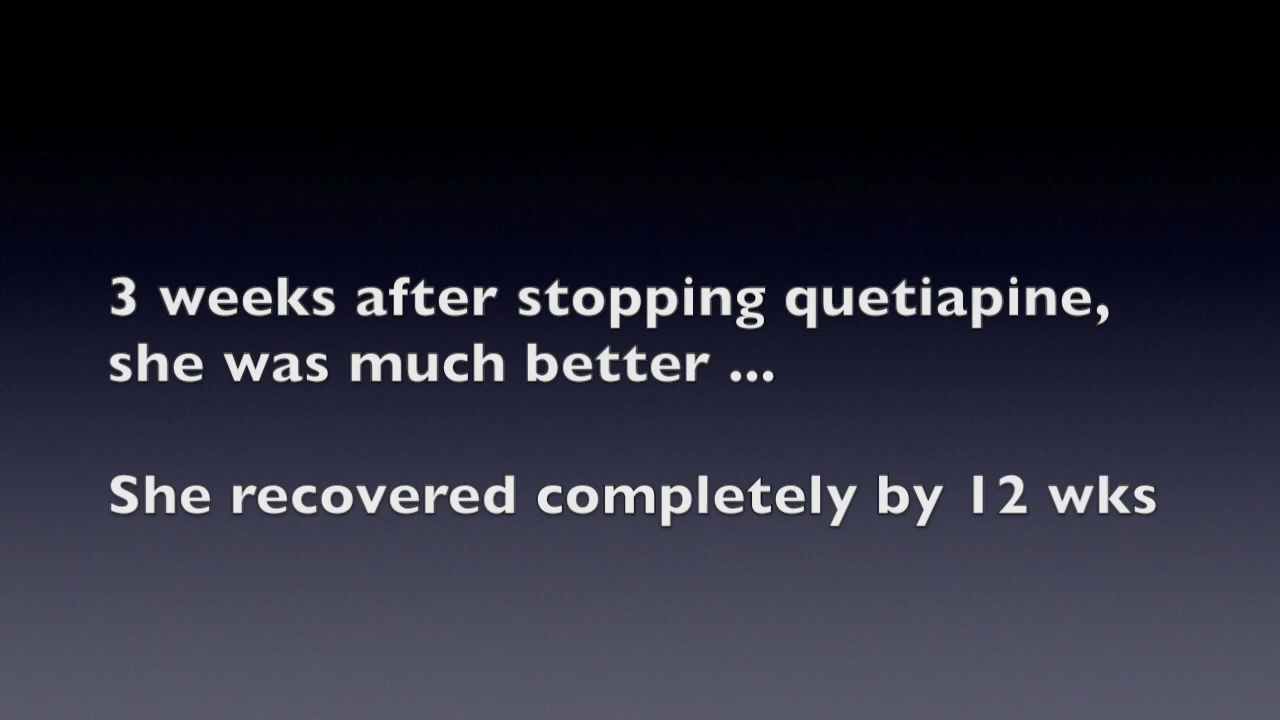 3 weeks after stopping quetiapine,
she was much better ...
She recovered completely by 12 wks